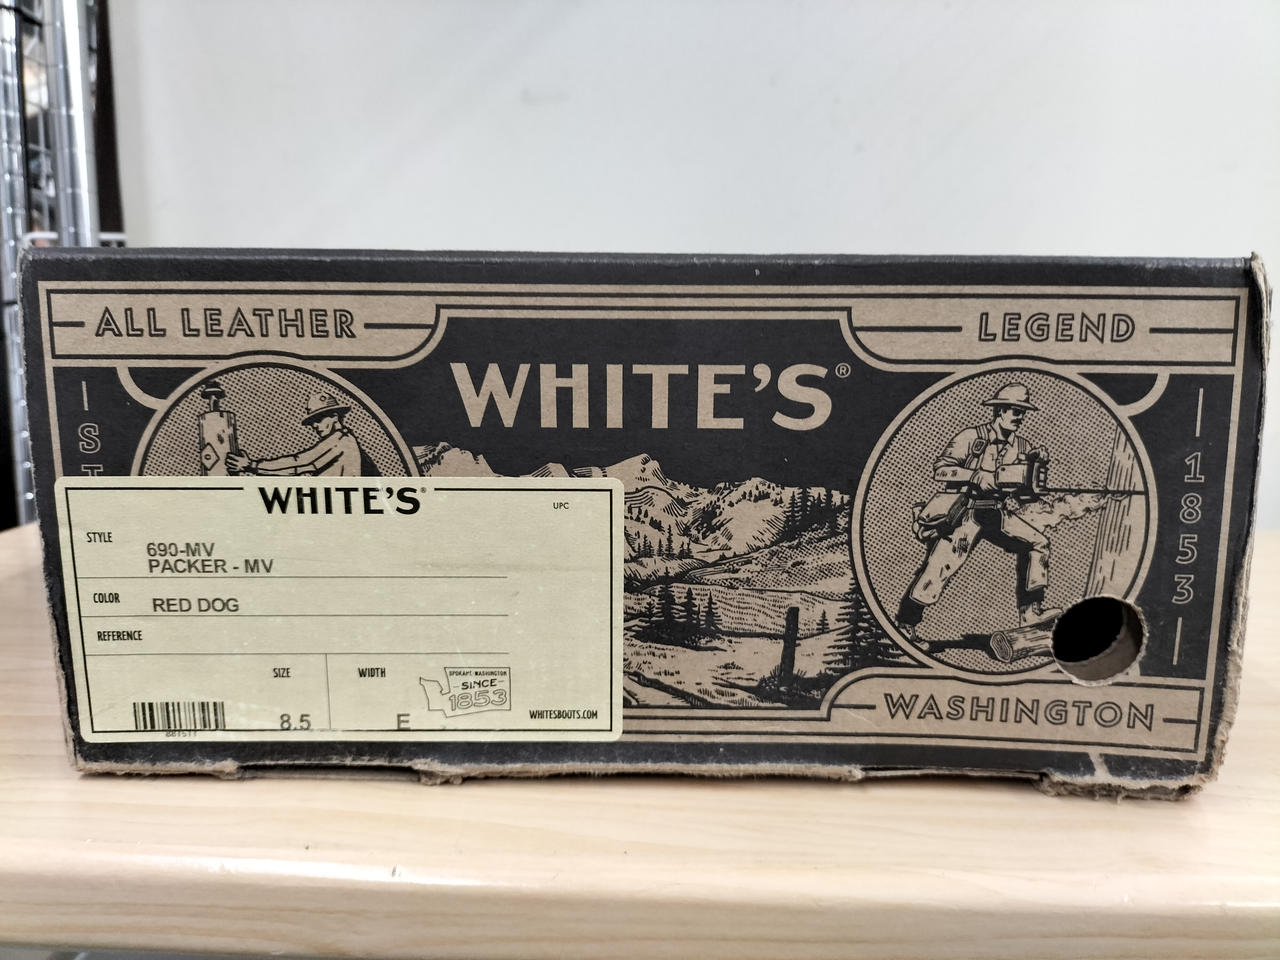 ALL LEATHER
LEGEND
WHITE'S®
1853
WASHINGTON
WHITE'S®
UPC
STYLE
690-MV
PACKER - MV
COLOR
RED DOG
REFERENCE
SIZE
8.5
WIDTH
E
SPOKANE, WASHINGTON
SINCE
1853
WHITESBOOTS.COM